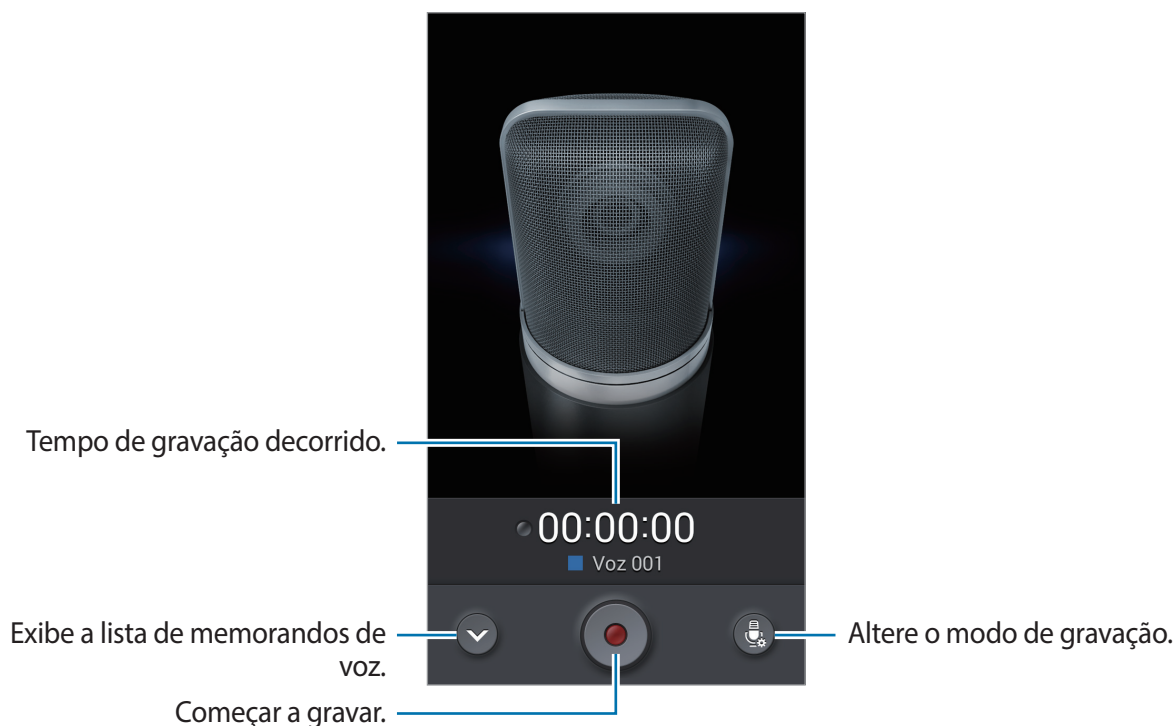 Tempo de gravação decorrido.
00:00:00
Voz 001
Exibe a lista de memorandos de
voz.
Altere o modo de gravação.
Começar a gravar.